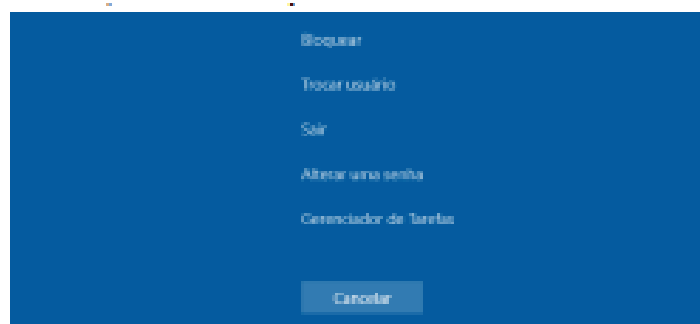 Bloquear
Trocar usuário
Sair
Alterar uma senha
Gerenciador de Tarefas
Cancelar